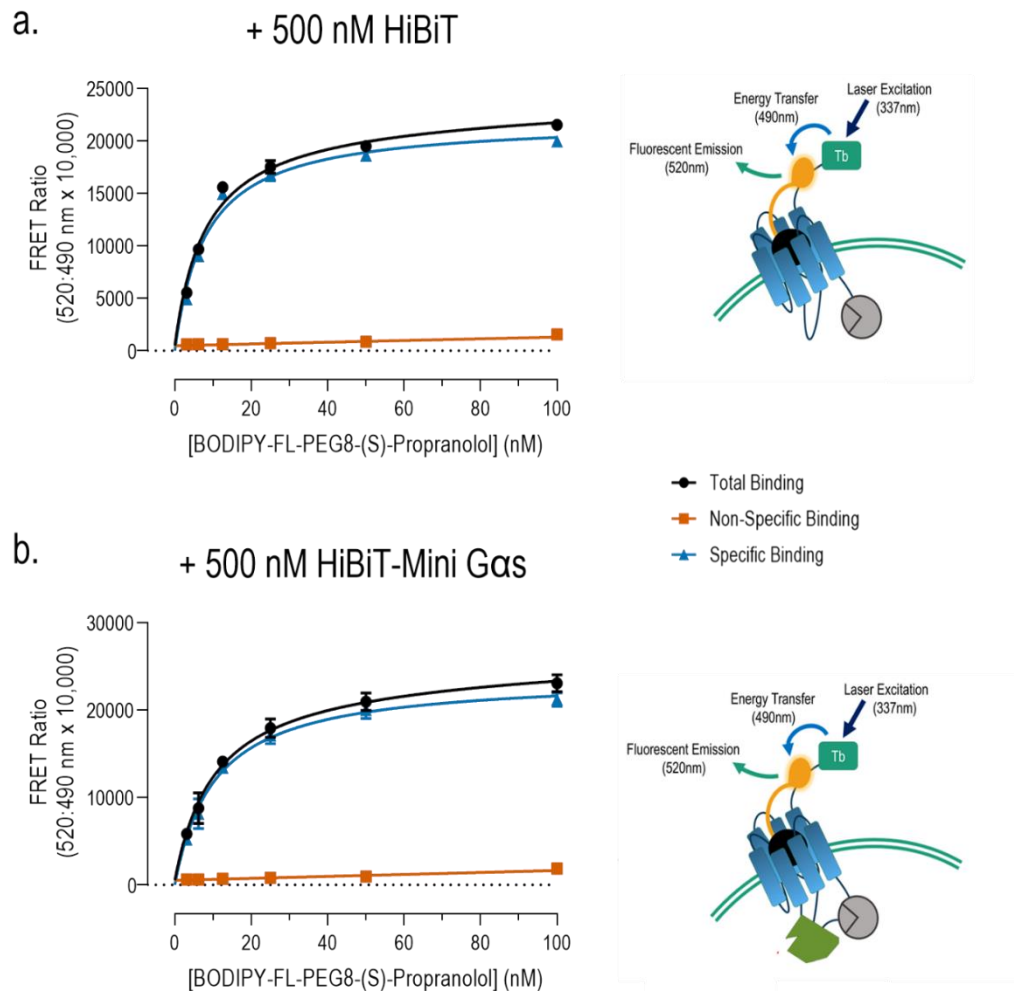 a.
+ 500 nM HiBiT
25000
20000
15000
10000
5000
0
FRET Ratio
(520:490 nm x 10,000)
0
20
40
60
80
100
[BODIPY-FL-PEG8-(S)-Propranolol] (nM)
Laser Excitation
(337nm)
Energy Transfer
(490nm)
Fluorescent Emission
(520nm)
Tb
Total Binding
Non-Specific Binding
Specific Binding
b.
+ 500 nM HiBiT-Mini Gαs
30000
20000
10000
0
FRET Ratio
(520:490 nm x 10,000)
0
20
40
60
80
100
[BODIPY-FL-PEG8-(S)-Propranolol] (nM)
Laser Excitation
(337nm)
Energy Transfer
(490nm)
Fluorescent Emission
(520nm)
Tb